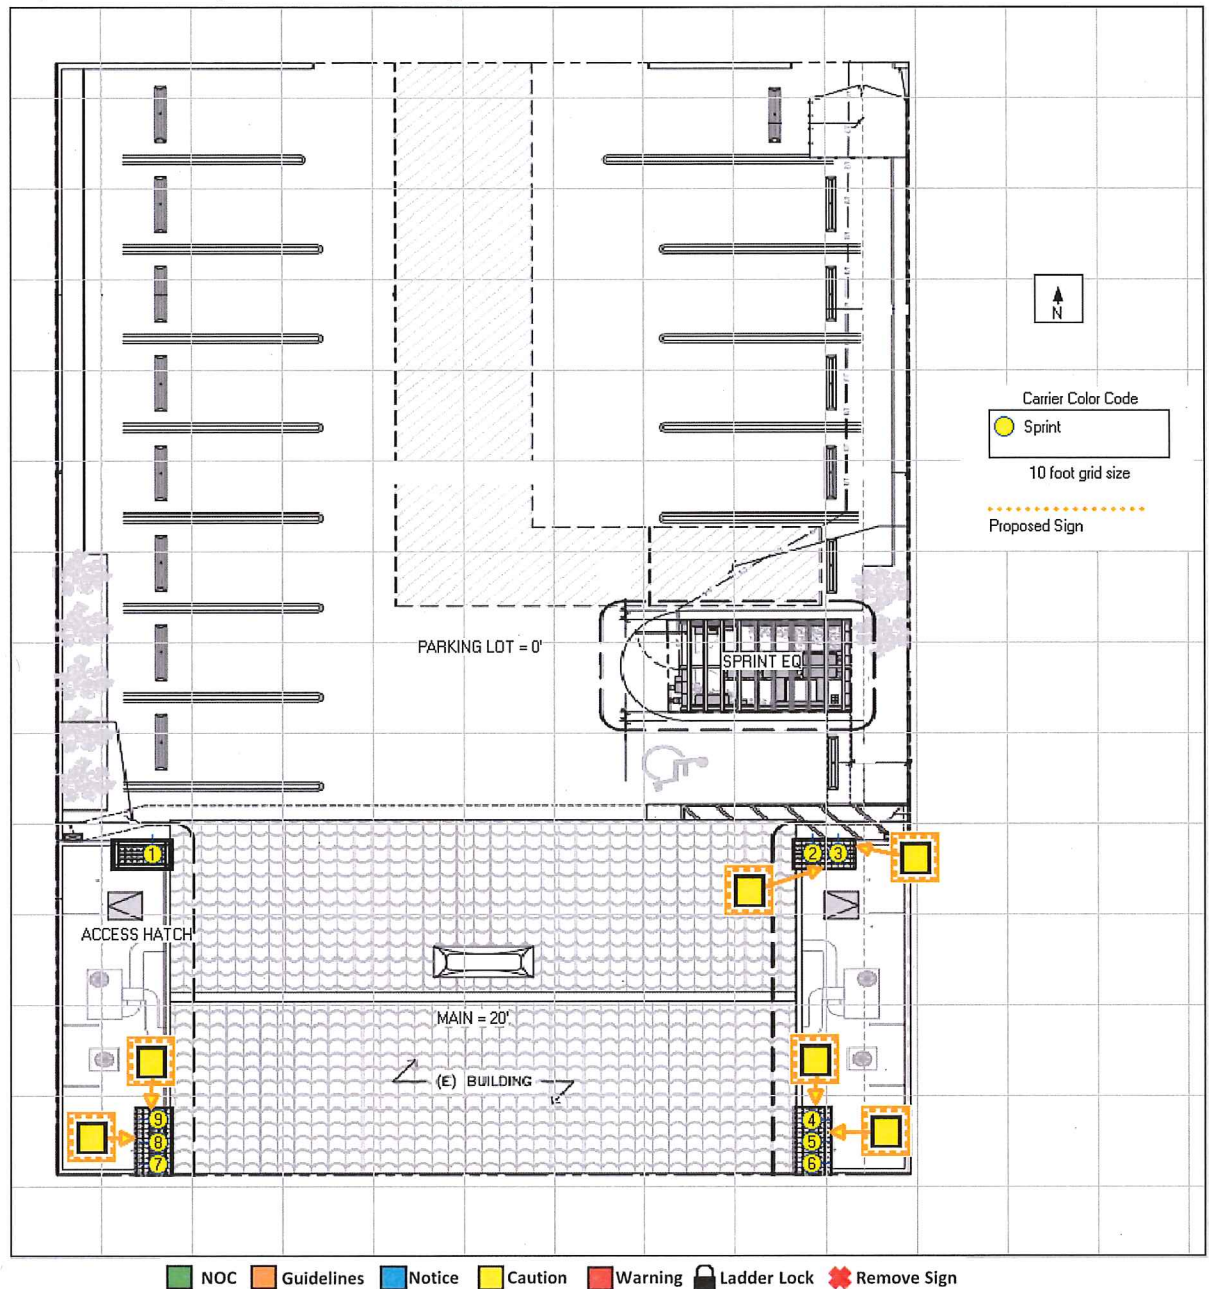 N
Carrier Color Code
Sprint
10 foot grid size
Proposed Sign
PARKING LOT = 0'
SPRINT EQ
1
2 3
ACCESS HATCH
MAIN = 20'
(E) BUILDING
9
8
7
4
5
6
NOC Guidelines Notice Caution Warning Ladder Lock Remove Sign